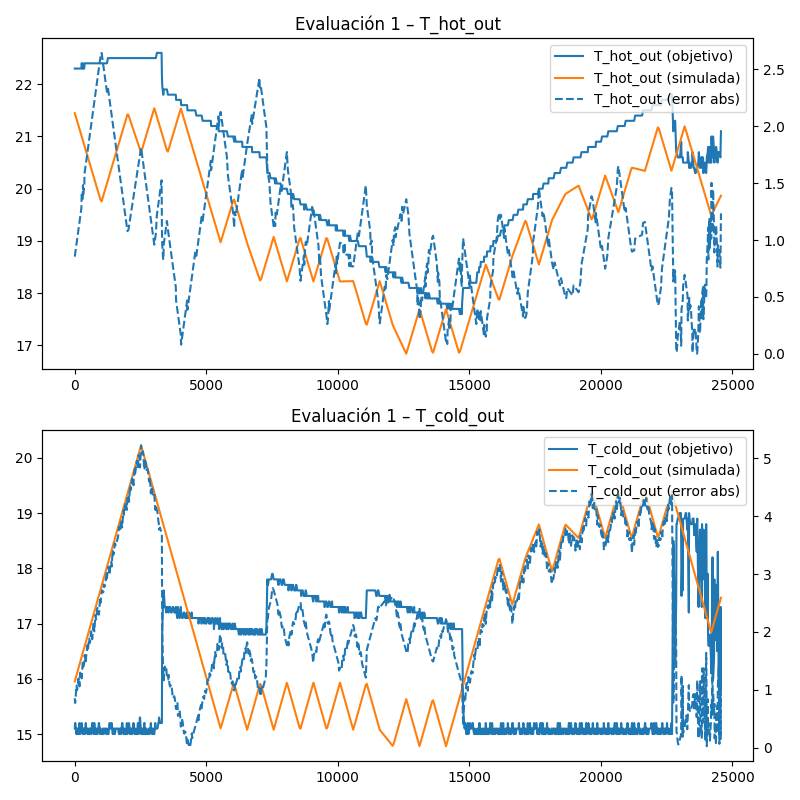 Evaluación 1 – T_hot_out
T_hot_out (objetivo)
T_hot_out (simulada)
T_hot_out (error abs)
22
21
20
19
18
17
2.5
2.0
1.5
1.0
0.5
0.0
0 5000 10000 15000 20000 25000
Evaluación 1 – T_cold_out
T_cold_out (objetivo)
T_cold_out (simulada)
T_cold_out (error abs)
20
19
18
17
16
15
5
4
3
2
1
0
0 5000 10000 15000 20000 25000